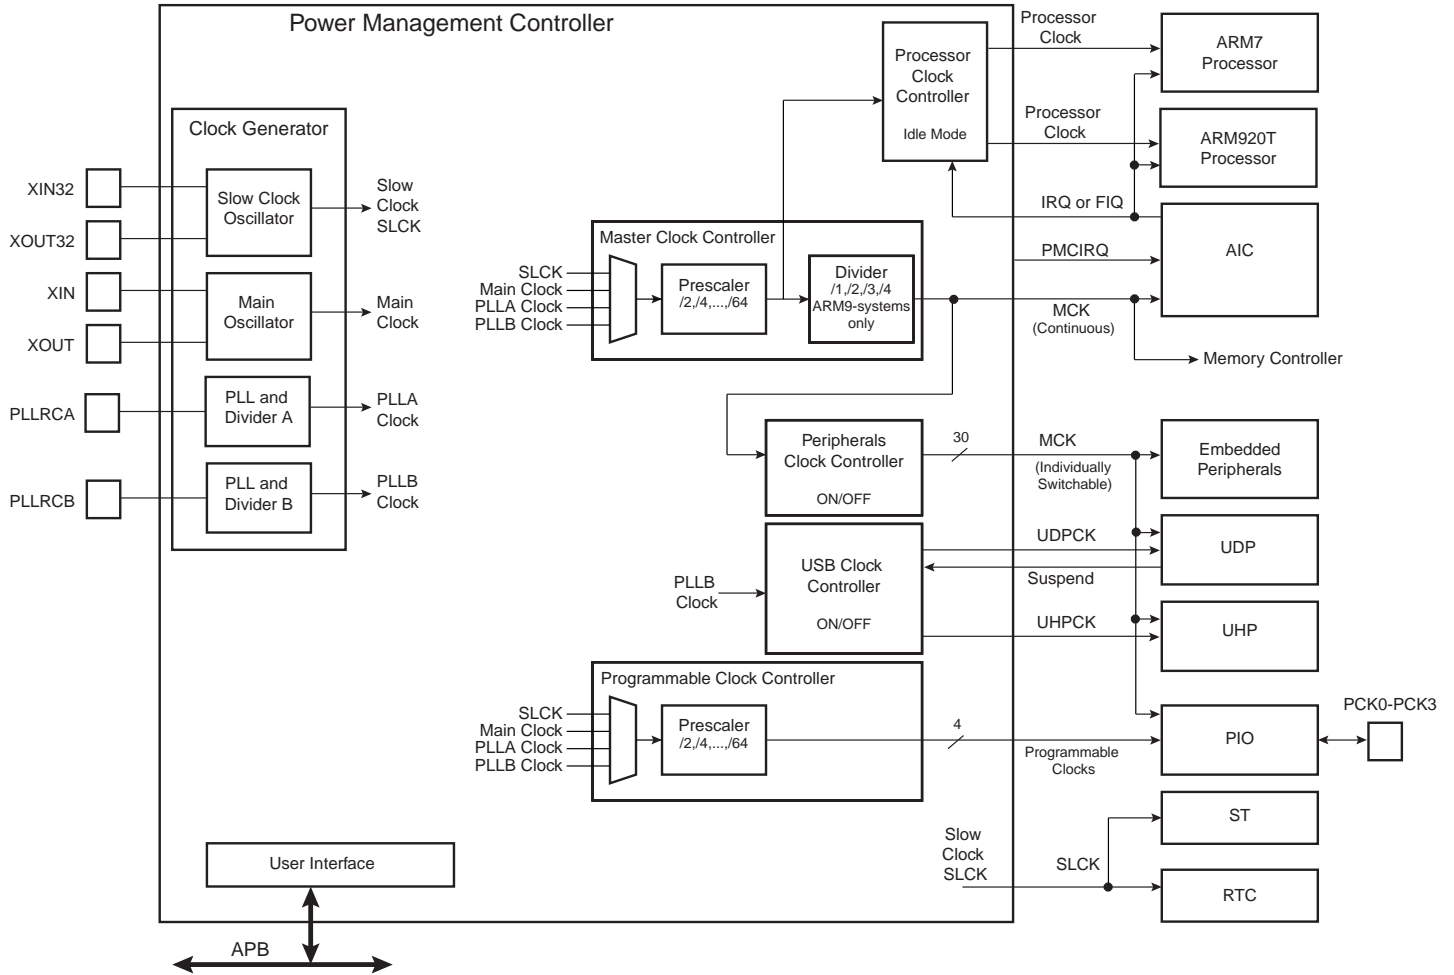 Power Management Controller
Clock Generator
XIN32
XOUT32
Slow Clock
Oscillator
Slow
Clock
SLCK
XIN
XOUT
Main
Oscillator
Main
Clock
PLLRCA
PLL and
Divider A
PLLA
Clock
PLLRCB
PLL and
Divider B
PLLB
Clock
User Interface
APB
Processor
Clock
Controller
Idle Mode
Processor
Clock
ARM7
Processor
Processor
Clock
ARM920T
Processor
IRQ or FIQ
PMCIRQ
AIC
MCK
(Continuous)
Memory Controller
Master Clock Controller
SLCK
Main Clock
PLLA Clock
PLLB Clock
Prescaler
/2,/4,...,/64
Divider
/1,/2,/3,/4
ARM9-systems
only
Peripherals
Clock Controller
ON/OFF
30
MCK
(Individually
Switchable)
Embedded
Peripherals
PLLB
Clock
USB Clock
Controller
ON/OFF
UDPCK
Suspend
UDP
UHPCK
UHP
Programmable Clock Controller
SLCK
Main Clock
PLLA Clock
PLLB Clock
Prescaler
/2,/4,...,/64
4
Programmable
Clocks
PIO
PCK0-PCK3
Slow
Clock
SLCK
SLCK
ST
RTC